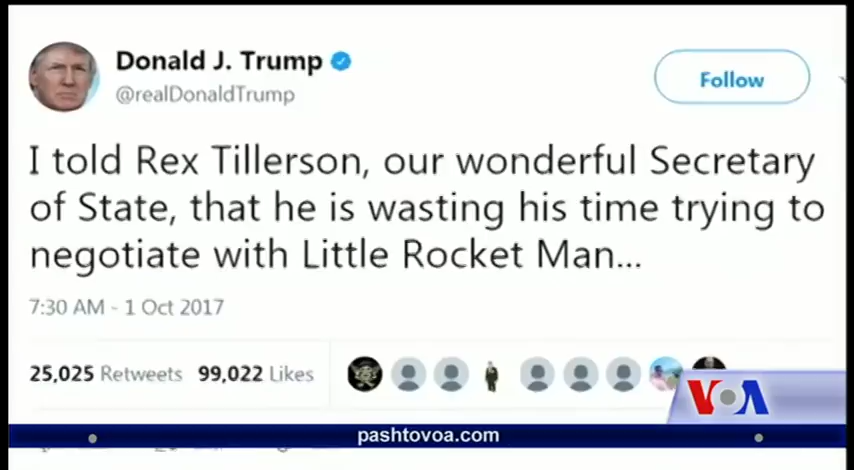 Donald J. Trump
@realDonaldTrump
Follow
I told Rex Tillerson, our wonderful Secretary
of State, that he is wasting his time trying to
negotiate with Little Rocket Man...
7:30 AM - 1 Oct 2017
25,025 Retweets 99,022 Likes
VOA
pashtovoa.com